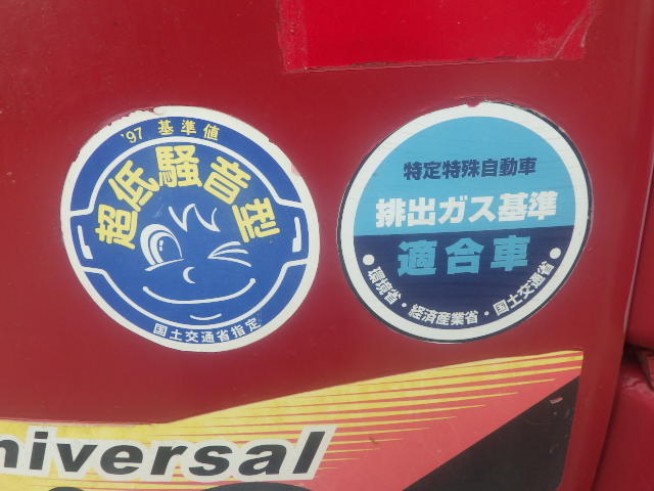 '97 基準値
超低騒音型
国土交通省指定
特定特殊自動車
排出ガス基準
適合車
・環境省・経済産業省・国土交通省・
niversal